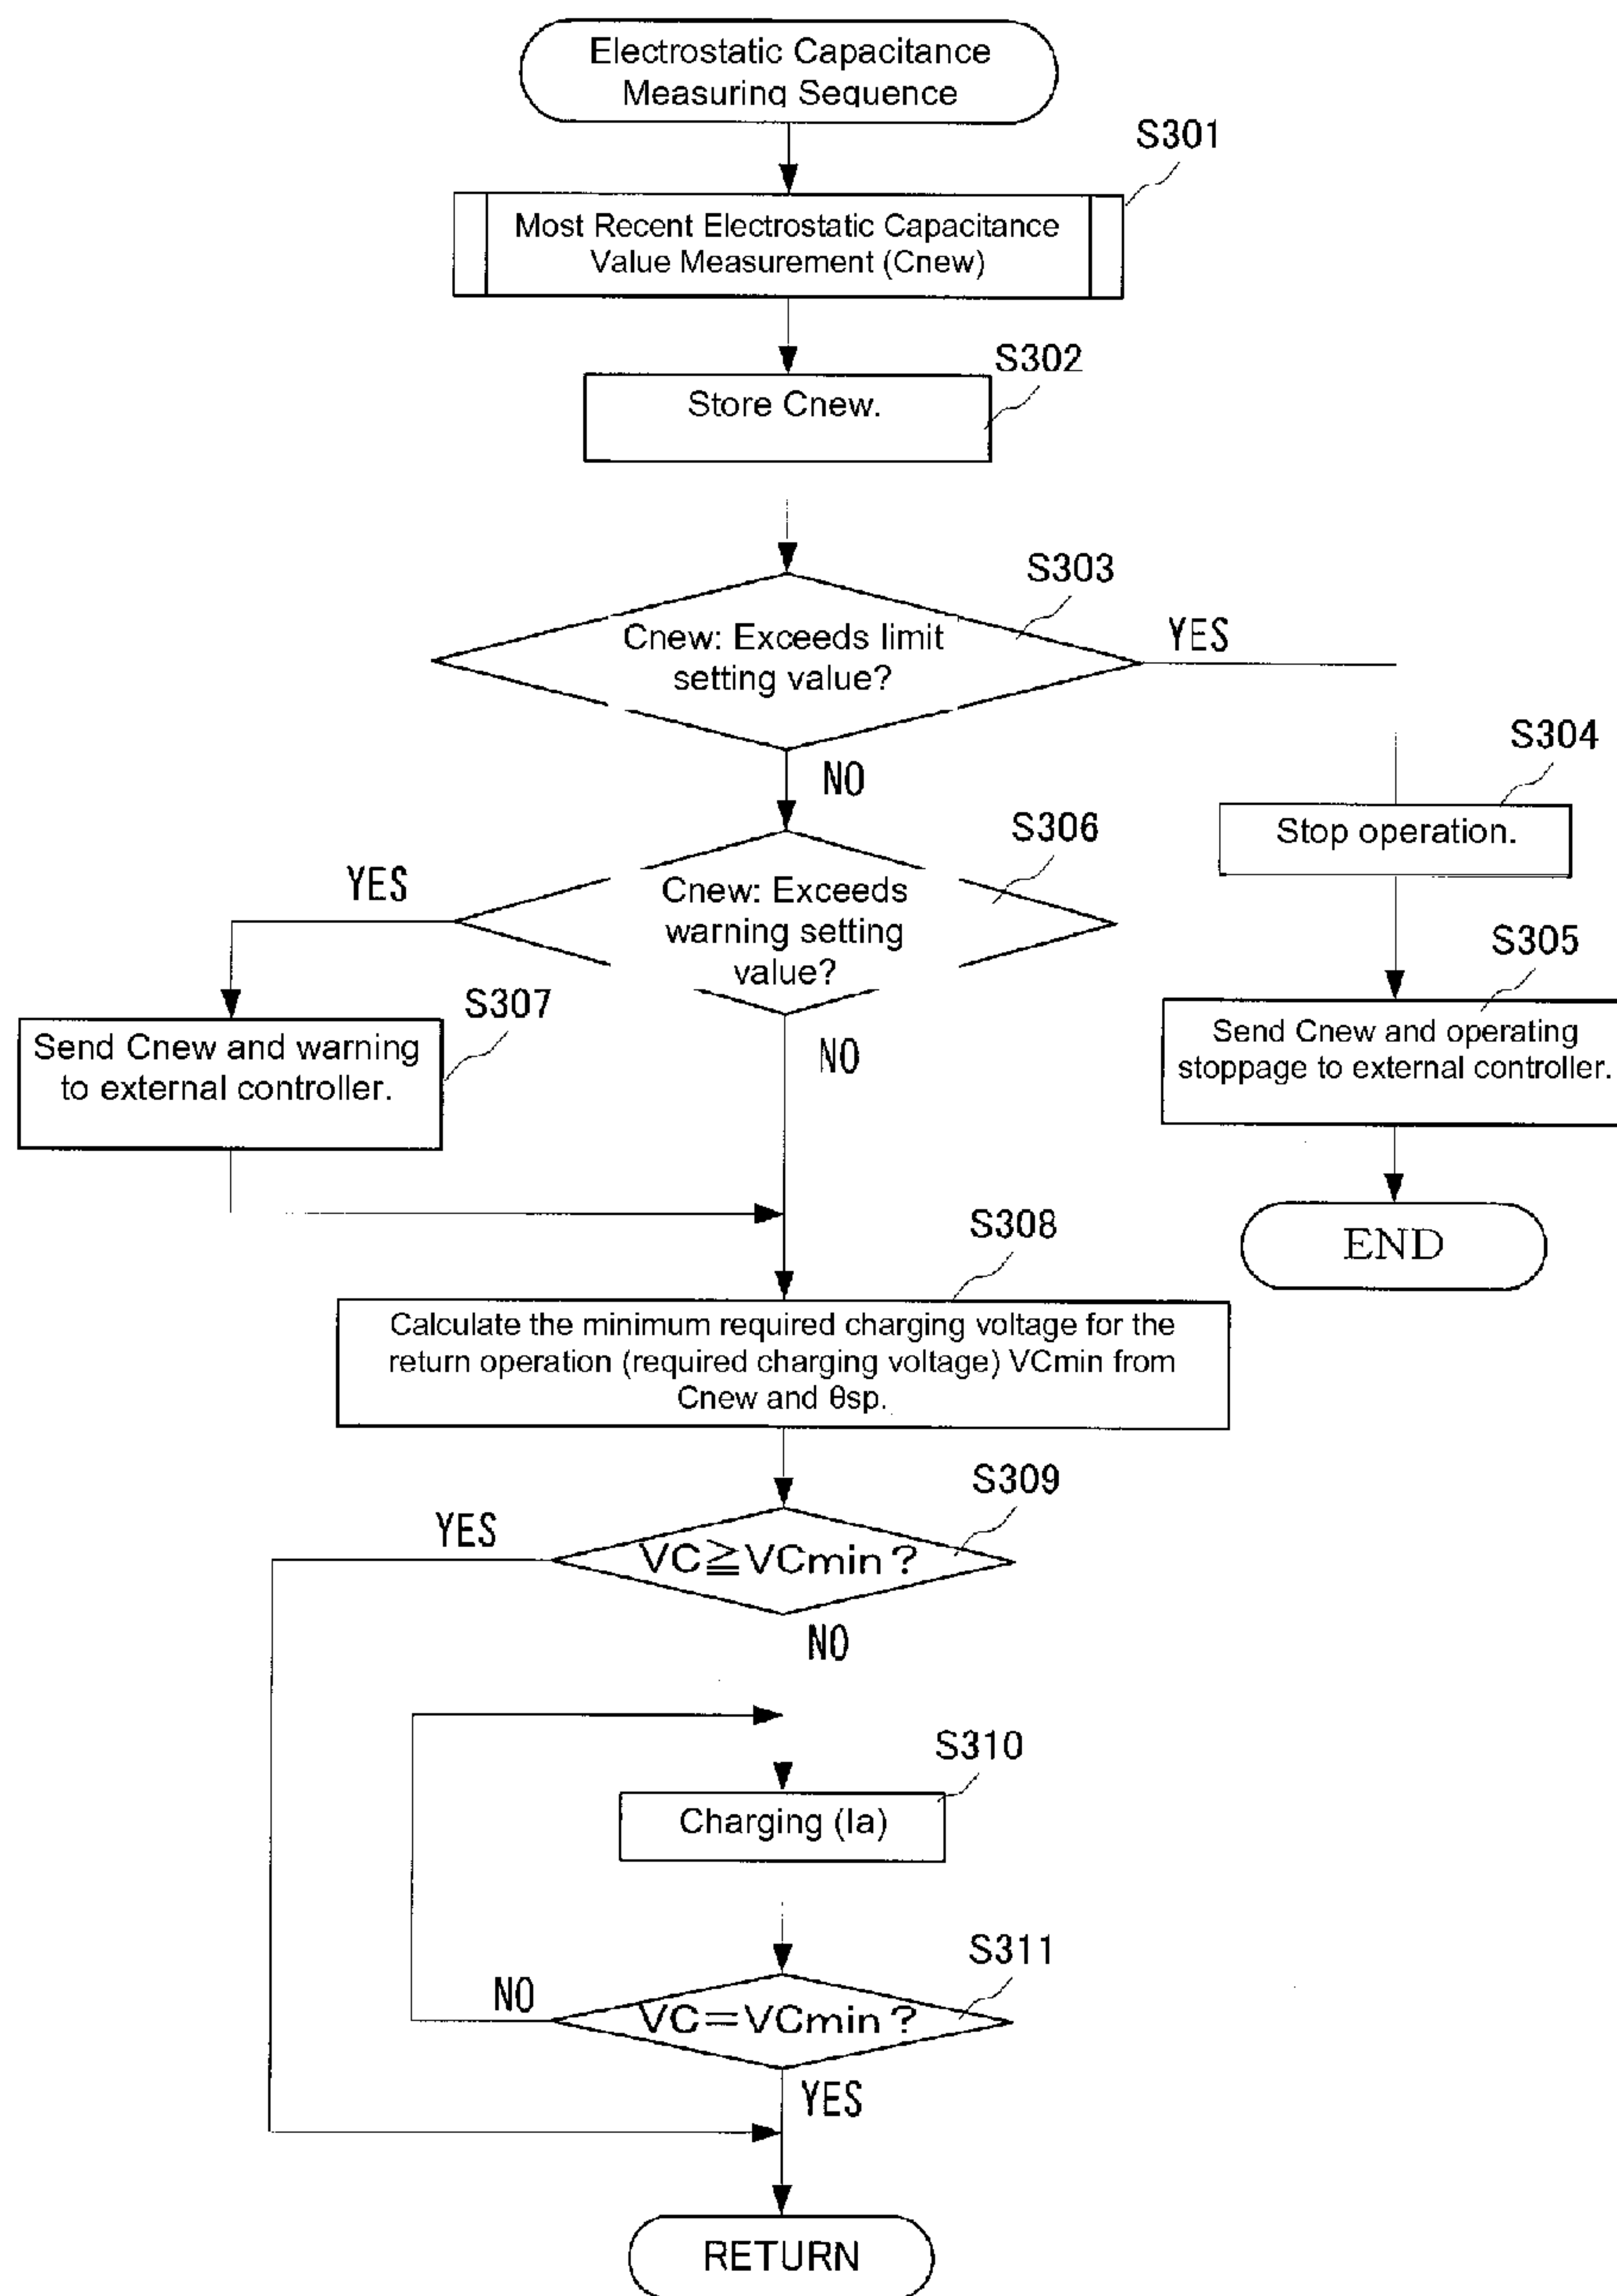 Electrostatic Capacitance
Measuring Sequence
S301
Most Recent Electrostatic Capacitance
Value Measurement (Cnew)
S302
Store Cnew.
S303
Cnew: Exceeds limit
setting value?
YES
NO
S304
Stop operation.
S305
Send Cnew and operating
stoppage to external controller.
END
S306
Cnew: Exceeds
warning setting
value?
YES
NO
S307
Send Cnew and warning
to external controller.
S308
Calculate the minimum required charging voltage for the
return operation (required charging voltage) VCmin from
Cnew and θsp.
S309
VC≧VCmin?
YES
NO
S310
Charging (Ia)
S311
VC=VCmin?
NO
YES
RETURN